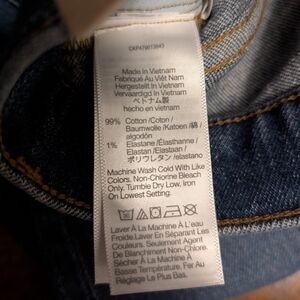 Made in Vietnam
Fabriqué Au Viêt Nam
Hergestellt in Vietnam
Vervaardigd in Vietnam
ベトナム製
hecho en vietnam
99% Cotton /Coton /
Baumwolle /Katoen /綿 /
algodón
1% Elastane /Elasthanne /
Elastan /Elastaan /
ポリウレタン /elastano
Machine Wash Cold With Like
Colors. Non-Chlorine Bleach
Only. Tumble Dry Low. Iron
On Lowest Setting.
Laver À La Machine À L'eau
Froide.Laver En Séparant Les
Couleurs. Seulement Agent
De Blanchiment Non-Chlore.
Sécher À La Machine À
Basse Température. Fer Au
Réglage Le Plus Bas.